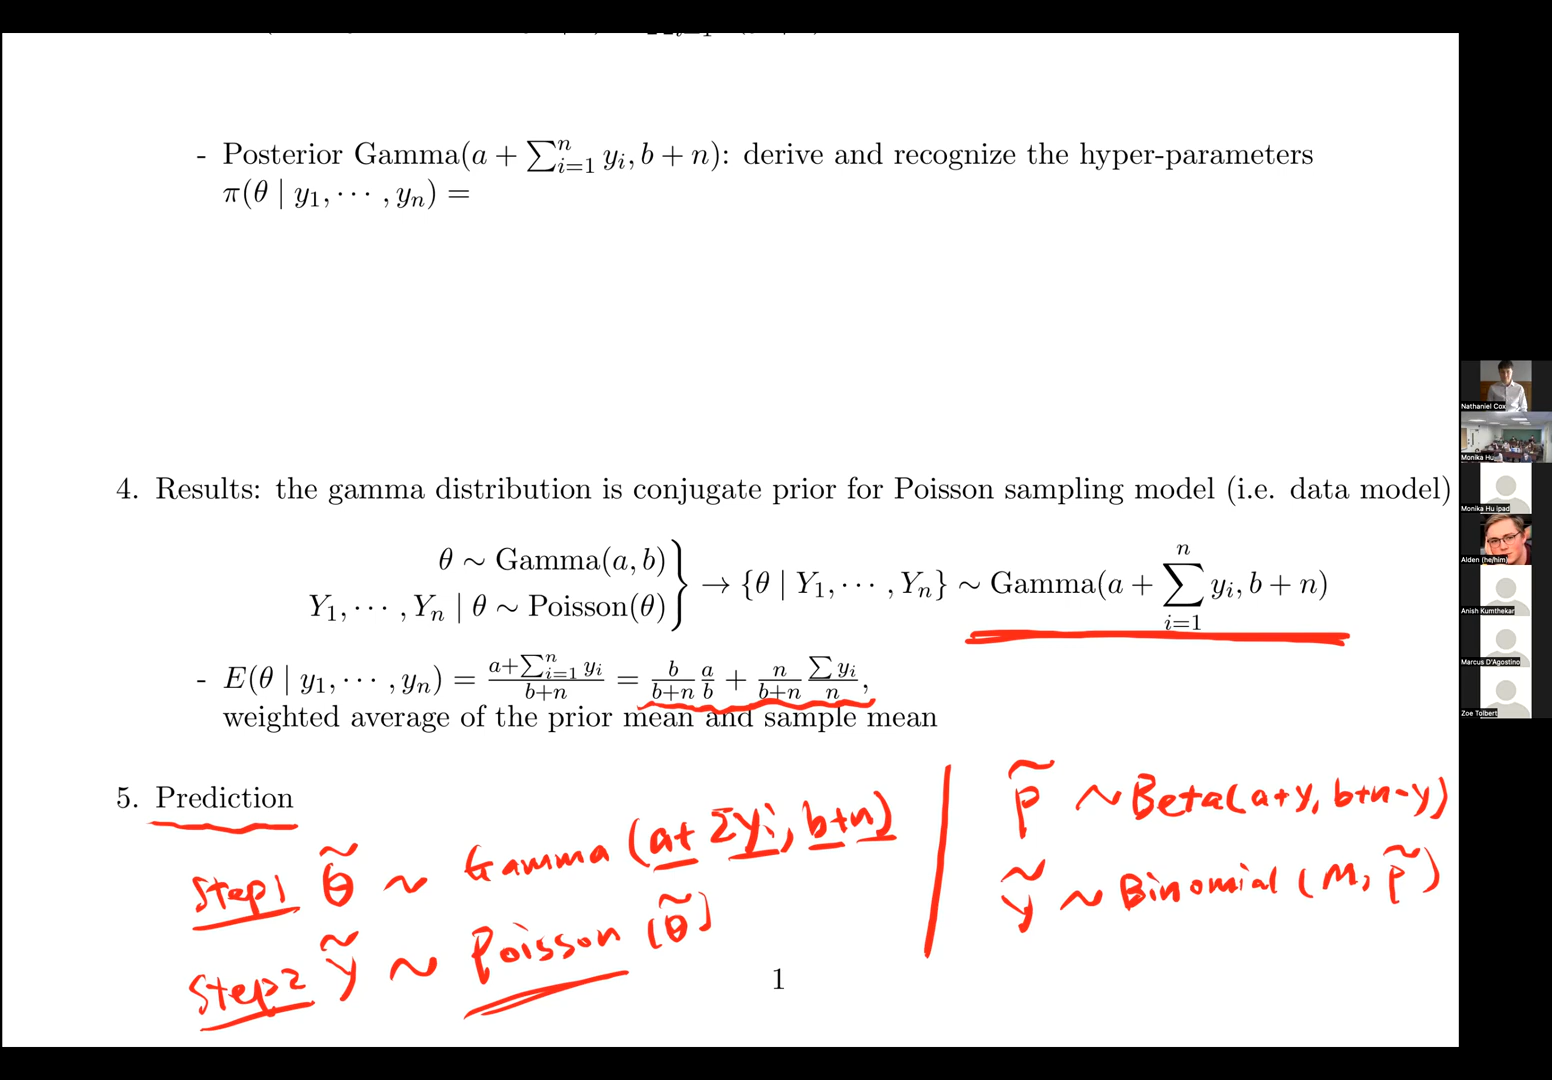 - Posterior Gamma(a + ∑ⁿᵢ₌₁ yᵢ, b + n): derive and recognize the hyper-parameters
π(θ | y₁, ··· , yₙ) =
4. Results: the gamma distribution is conjugate prior for Poisson sampling model (i.e. data model)
θ ∼ Gamma(a, b)
Y₁, ··· , Yₙ | θ ∼ Poisson(θ)
} → {θ | Y₁, ··· , Yₙ} ∼ Gamma(a + ∑ⁿᵢ₌₁ yᵢ, b + n)
- E(θ | y₁, ··· , yₙ) = (a+∑ⁿᵢ₌₁ yᵢ)/(b+n) = b/(b+n) a/b + n/(b+n) ∑ yᵢ/n,
weighted average of the prior mean and sample mean
5. Prediction
Step1 θ̃ ~ Gamma (a+ Σyi, b+n)
Step2 ỹ ~ Poisson (θ̃)
p̃ ~ Beta(a+y, b+n-y)
ỹ ~ Binomial (M, p̃)
1
Nathaniel Cox
Monika Hu
Monika Hu ipad
Alden (he/him)
Anish Kumthekar
Marcus D'Agostino
Zoe Tolbert